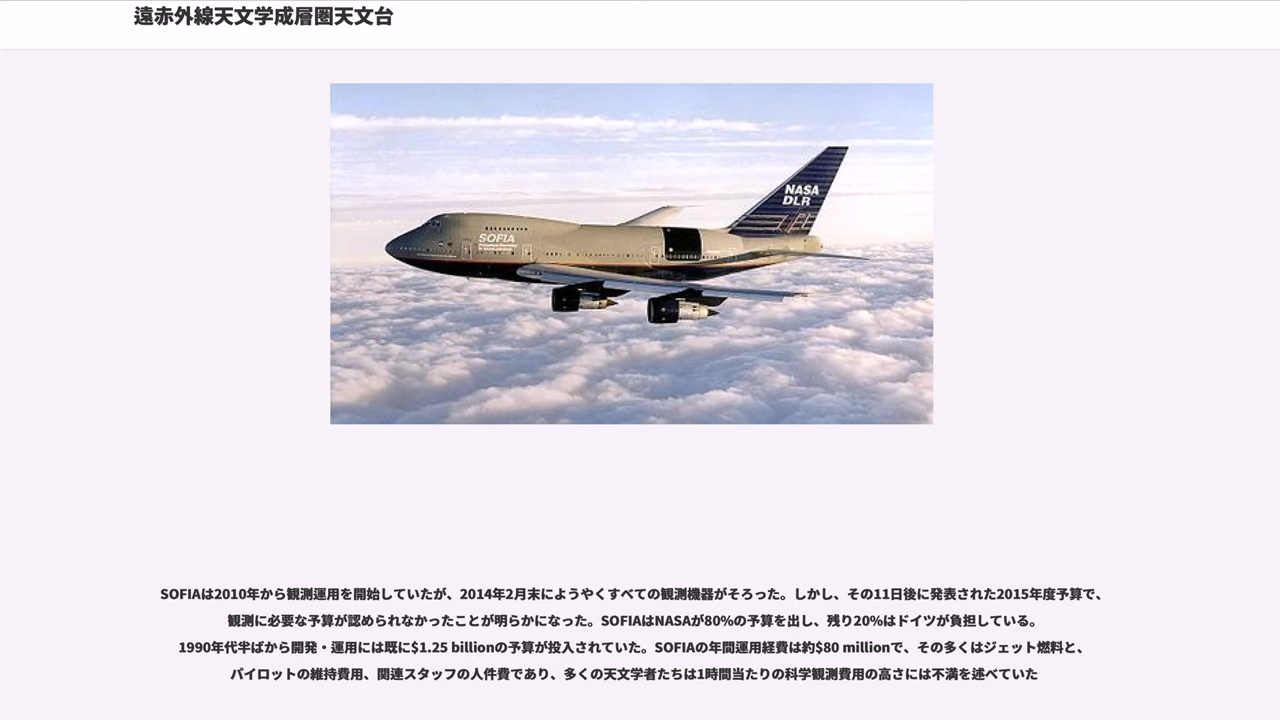 遠赤外線天文学成層圏天文台
NASA
DLR
SOFIA
SOFIAは2010年から観測運用を開始していたが、2014年2月末にようやくすべての観測機器がそろった。しかし、その11日後に発表された2015年度予算で、
観測に必要な予算が認められなかったことが明らかになった。SOFIAはNASAが80%の予算を出し、残り20%はドイツが負担している。
1990年代半ばから開発・運用には既に$1.25 billionの予算が投入されていた。SOFIAの年間運用経費は約$80 millionで、その多くはジェット燃料と、
パイロットの維持費用、関連スタッフの人件費であり、多くの天文学者たちは1時間当たりの科学観測費用の高さには不満を述べていた